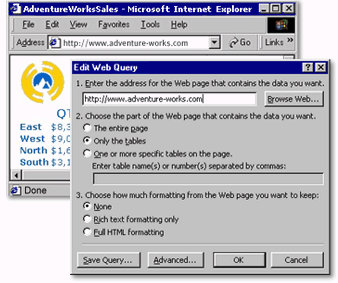 AdventureWorksSales - Microsoft Internet Explorer
File Edit View Favorites Tools Help
Address http://www.adventure-works.com Go Links »
QT
East $8,3
West $9,0
North $1,6
South $3,1
Done
Edit Web Query
1. Enter the address for the Web page that contains the data you want.
http://www.adventure-works.com Browse Web...
2. Choose the part of the Web page that contains the data you want.
The entire page
Only the tables
One or more specific tables on the page.
Enter table name(s) or number(s) separated by commas:
3. Choose how much formatting from the Web page you want to keep:
None
Rich text formatting only
Full HTML formatting
Save Query... Advanced... OK Cancel